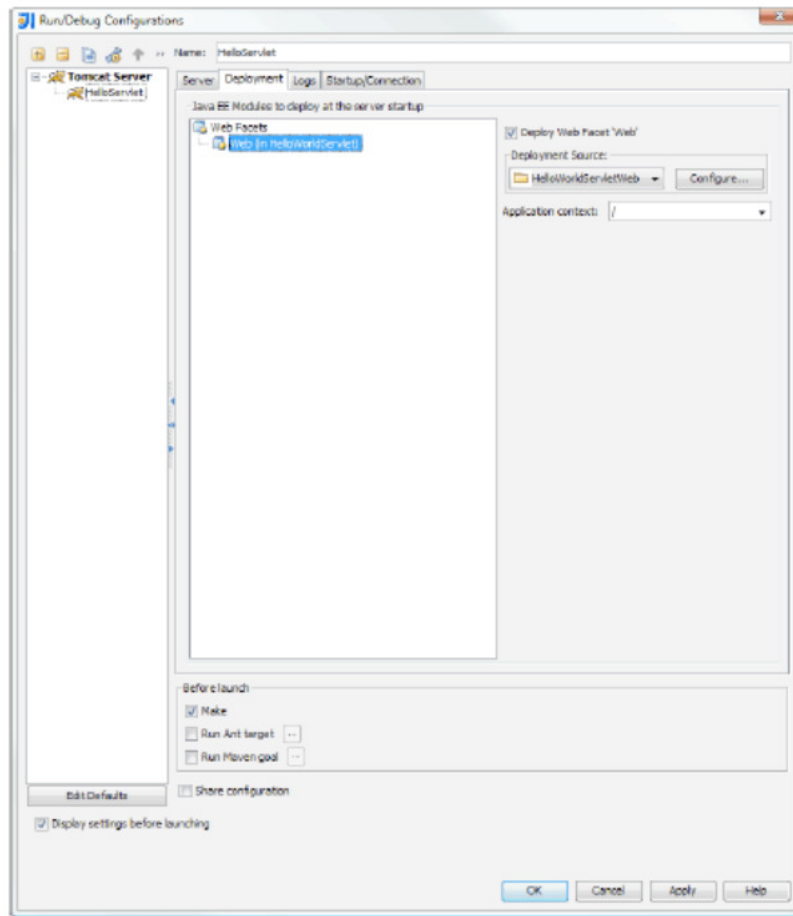 Run/Debug Configurations
Name: HelloServlet
Tomcat Server
HelloServlet
Server Deployment Logs Startup/Connection
Java EE Modules to deploy at the server startup
Web Facets
Web (in HelloWorldServlet)
Deploy Web Facet 'Web'
Deployment Source:
HelloWorldServletWeb Configure...
Application context: /
Before launch
Make
Run Ant target ...
Run Maven goal ...
Edit Defaults
Share configuration
Display settings before launching
OK Cancel Apply Help